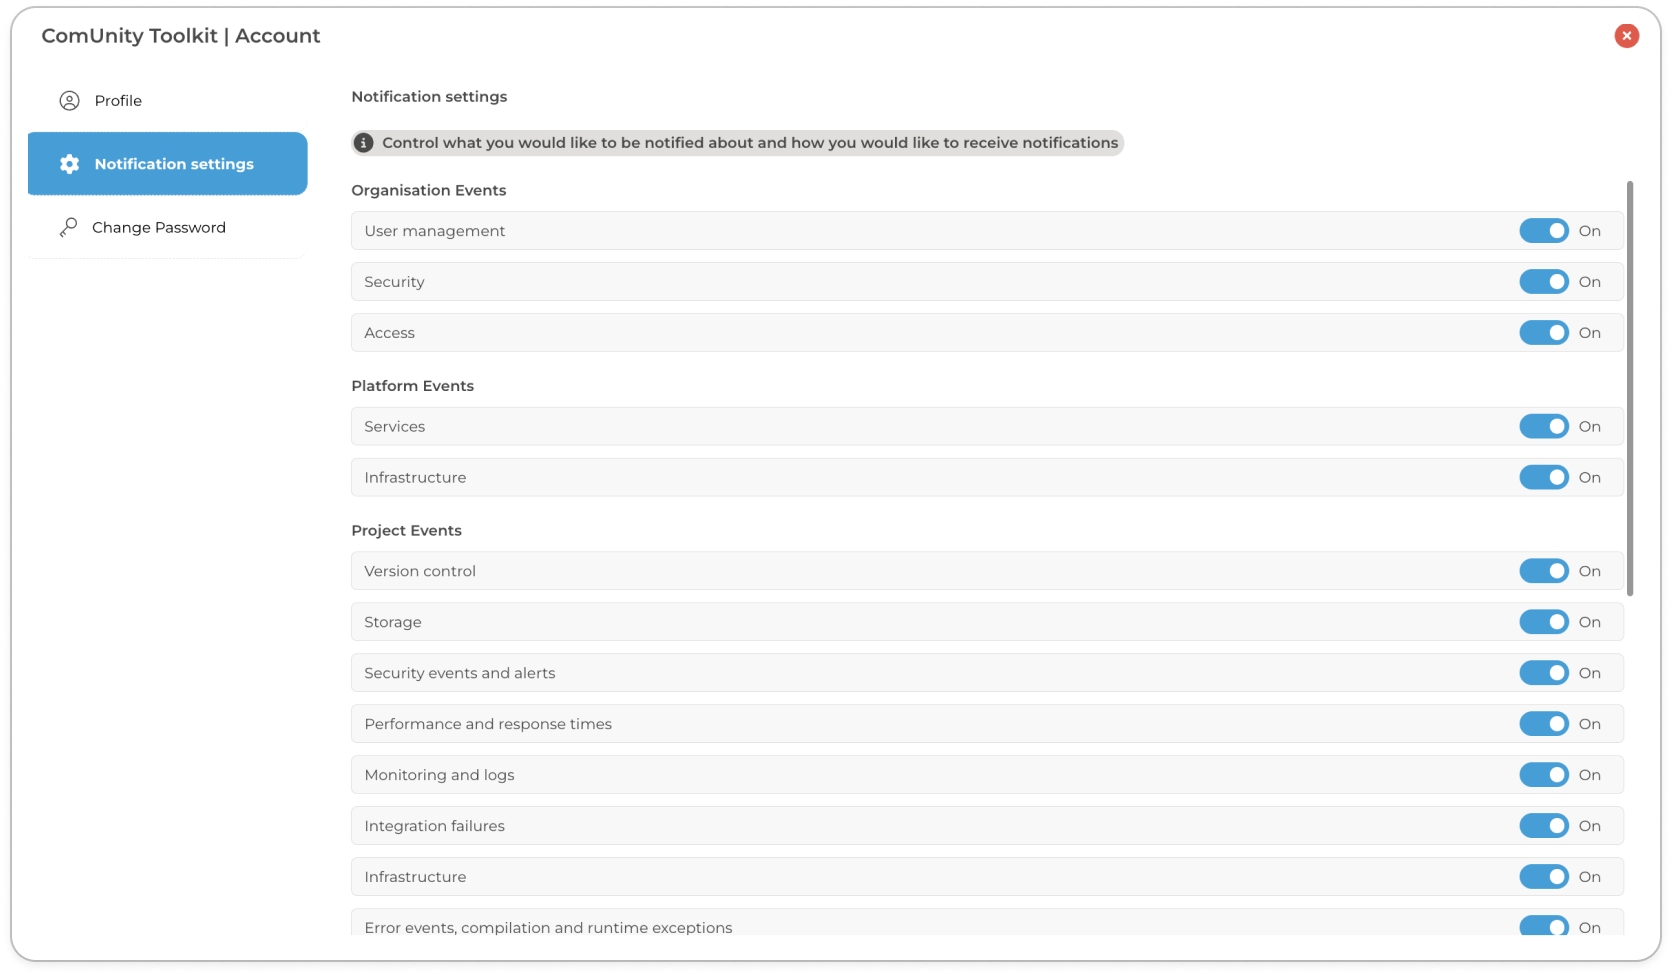 ComUnity Toolkit | Account
Profile
Notification settings
Change Password
Notification settings
Control what you would like to be notified about and how you would like to receive notifications
Organisation Events
User management On
Security On
Access On
Platform Events
Services On
Infrastructure On
Project Events
Version control On
Storage On
Security events and alerts On
Performance and response times On
Monitoring and logs On
Integration failures On
Infrastructure On
Error events, compilation and runtime exceptions On